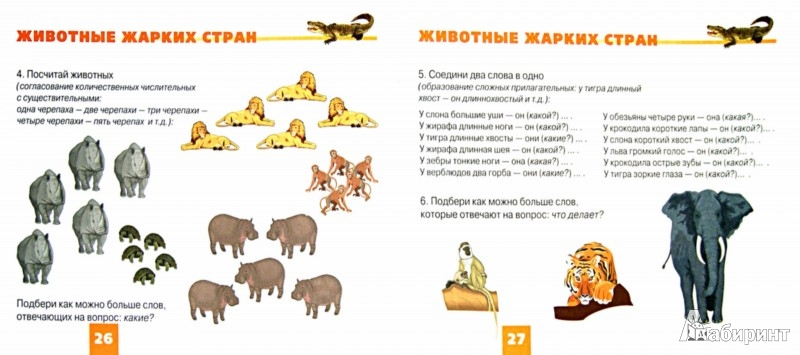 ЖИВОТНЫЕ ЖАРКИХ СТРАН
4. Посчитай животных
(согласование количественных числительных
с существительными:
одна черепаха — две черепахи — три черепахи —
четыре черепахи — пять черепах и т.д.):
Подбери как можно больше слов,
отвечающих на вопрос: какие?
26
ЖИВОТНЫЕ ЖАРКИХ СТРАН
5. Соедини два слова в одно
(образование сложных прилагательных: у тигра длинный
хвост — он длиннохвостый и т.д.):
У слона большие уши — он (какой?)... .
У жирафа длинные ноги — он (какой?)... .
У тигра длинные хвосты — они (какие?)... .
У жирафа длинная шея — он (какой?)... .
У зебры тонкие ноги — она (какая?)... .
У верблюдов два горба — они (какие?)... .
У обезьяны четыре руки — она (какая?)... .
У крокодила короткие лапы — он (какой?)... .
У слона короткий хвост — он (какой?)... .
У льва громкий голос — он (какой?)... .
У крокодила острые зубы — он (какой?)... .
У тигра зоркие глаза — он (какой?)... .
6. Подбери как можно больше слов,
которые отвечают на вопрос: что делает?
27
Лабиринт